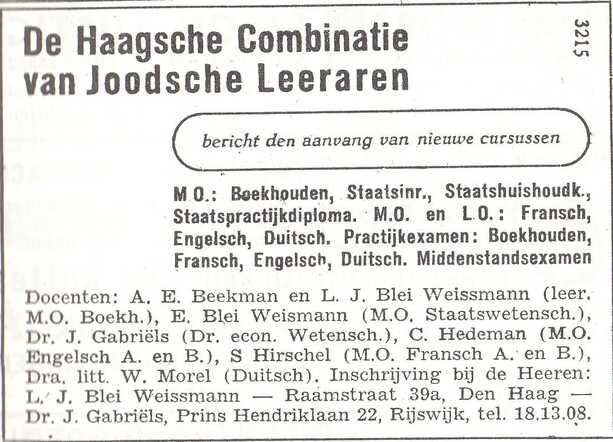 De Haagsche Combinatie
van Joodsche Leeraren
3215
bericht den aanvang van nieuwe cursussen
M.O.: Boekhouden, Staatsinr., Staatshuishoudk.,
Staatspractijkdiploma. M.O. en L.O.: Fransch,
Engelsch, Duitsch. Practijkexamen: Boekhouden,
Fransch, Engelsch, Duitsch. Middenstandsexamen
Docenten: A. E. Beekman en L. J. Blei Weissmann (leer.
M.O. Boekh.), E. Blei Weismann (M.O. Staatswetensch.),
Dr. J. Gabriëls (Dr. econ. Wetensch.), C. Hedeman (M.O.
Engelsch A. en B.), S Hirschel (M.O. Fransch A. en B.),
Dra. litt. W. Morel (Duitsch). Inschrijving bij de Heeren:
L. J. Blei Weissmann — Raamstraat 39a, Den Haag —
Dr. J. Gabriëls, Prins Hendriklaan 22, Rijswijk, tel. 18.13.08.